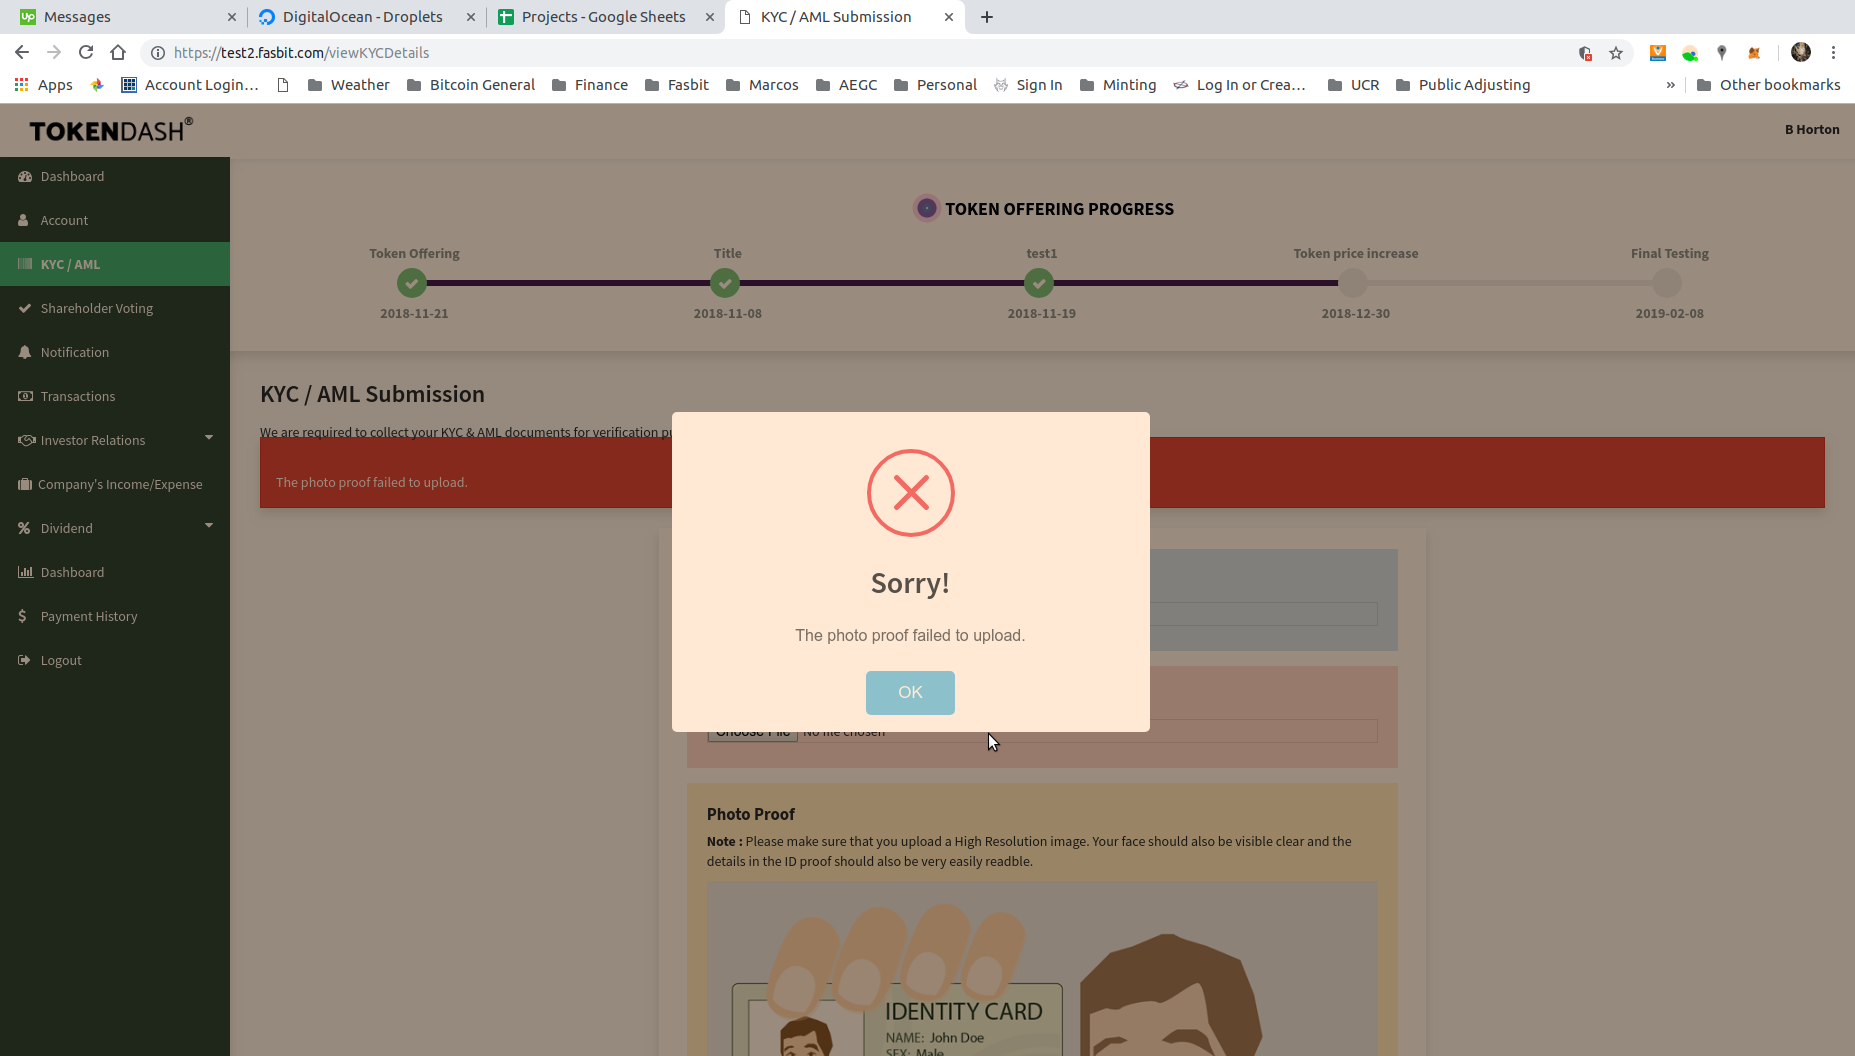 Messages
DigitalOcean - Droplets
Projects - Google Sheets
KYC / AML Submission
https://test2.fasbit.com/viewKYCDetails
Apps
Account Login…
Weather
Bitcoin General
Finance
Fasbit
Marcos
AEGC
Personal
Sign In
Minting
Log In or Crea…
UCR
Public Adjusting
»
Other bookmarks
TOKENDASH®
B Horton
Dashboard
Account
KYC / AML
Shareholder Voting
Notification
Transactions
Investor Relations
Company's Income/Expense
Dividend
Dashboard
Payment History
Logout
TOKEN OFFERING PROGRESS
Token Offering
Title
test1
Token price increase
Final Testing
2018-11-21
2018-11-08
2018-11-19
2018-12-30
2019-02-08
KYC / AML Submission
We are required to collect your KYC & AML documents for verification
The photo proof failed to upload.
Sorry!
The photo proof failed to upload.
OK
Choose File No file chosen
Photo Proof
Note : Please make sure that you upload a High Resolution image. Your face should also be visible clear and the
details in the ID proof should also be very easily readble.
IDENTITY CARD
NAME: John Doe
SEX: Male